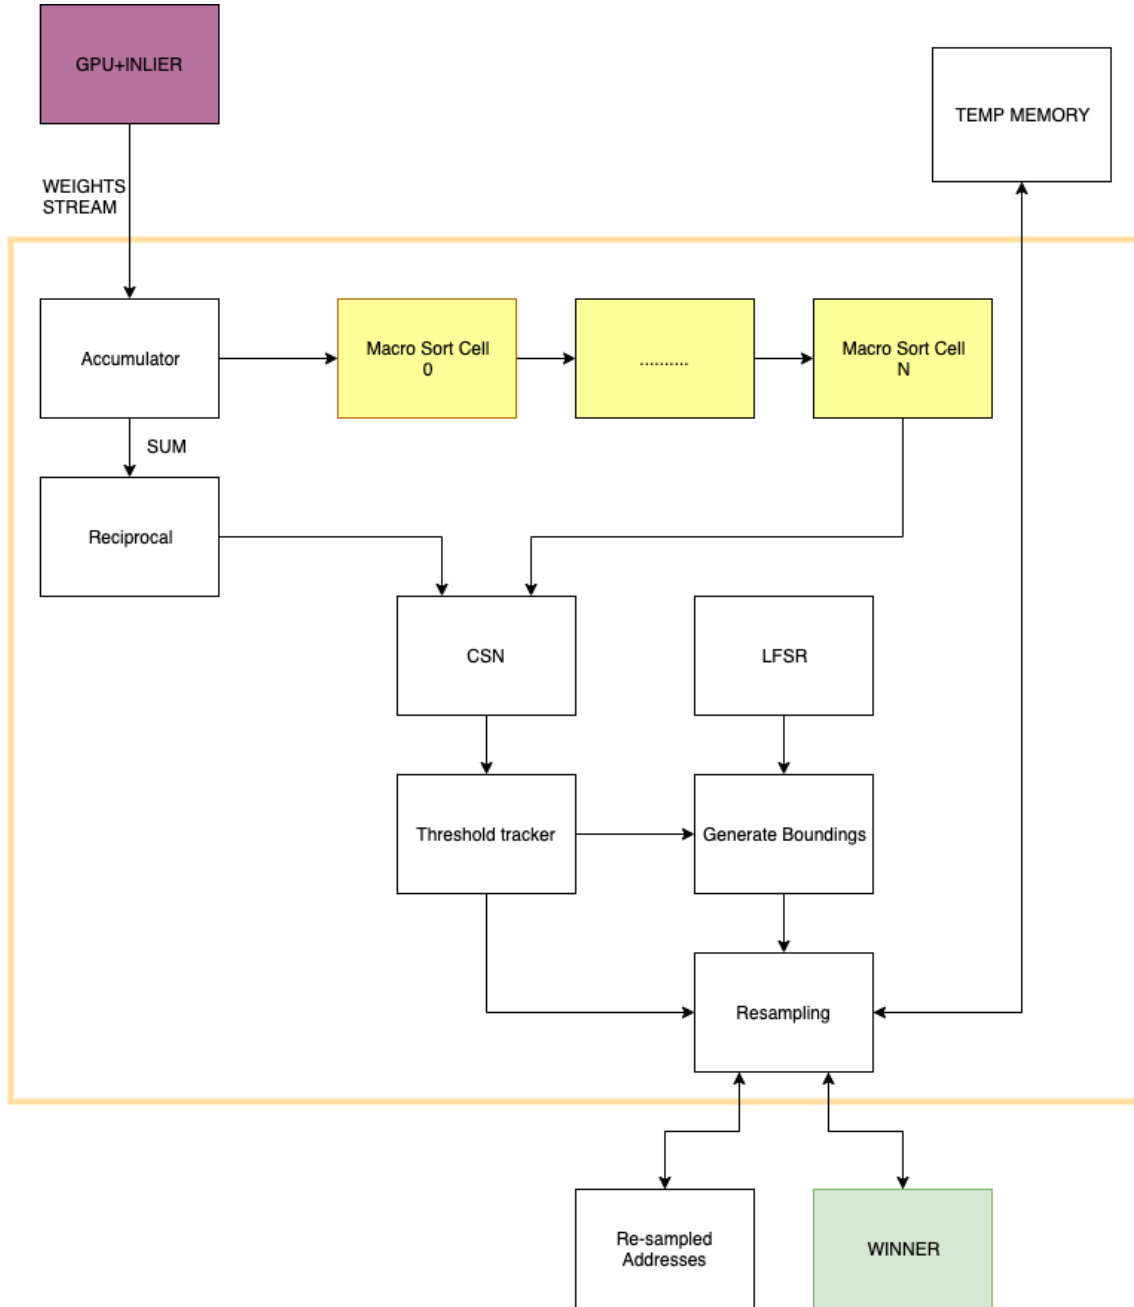 GPU+INLIER
TEMP MEMORY
WEIGHTS
STREAM
Accumulator
Macro Sort Cell
0
..........
Macro Sort Cell
N
SUM
Reciprocal
CSN
LFSR
Threshold tracker
Generate Boundings
Resampling
Re-sampled
Addresses
WINNER